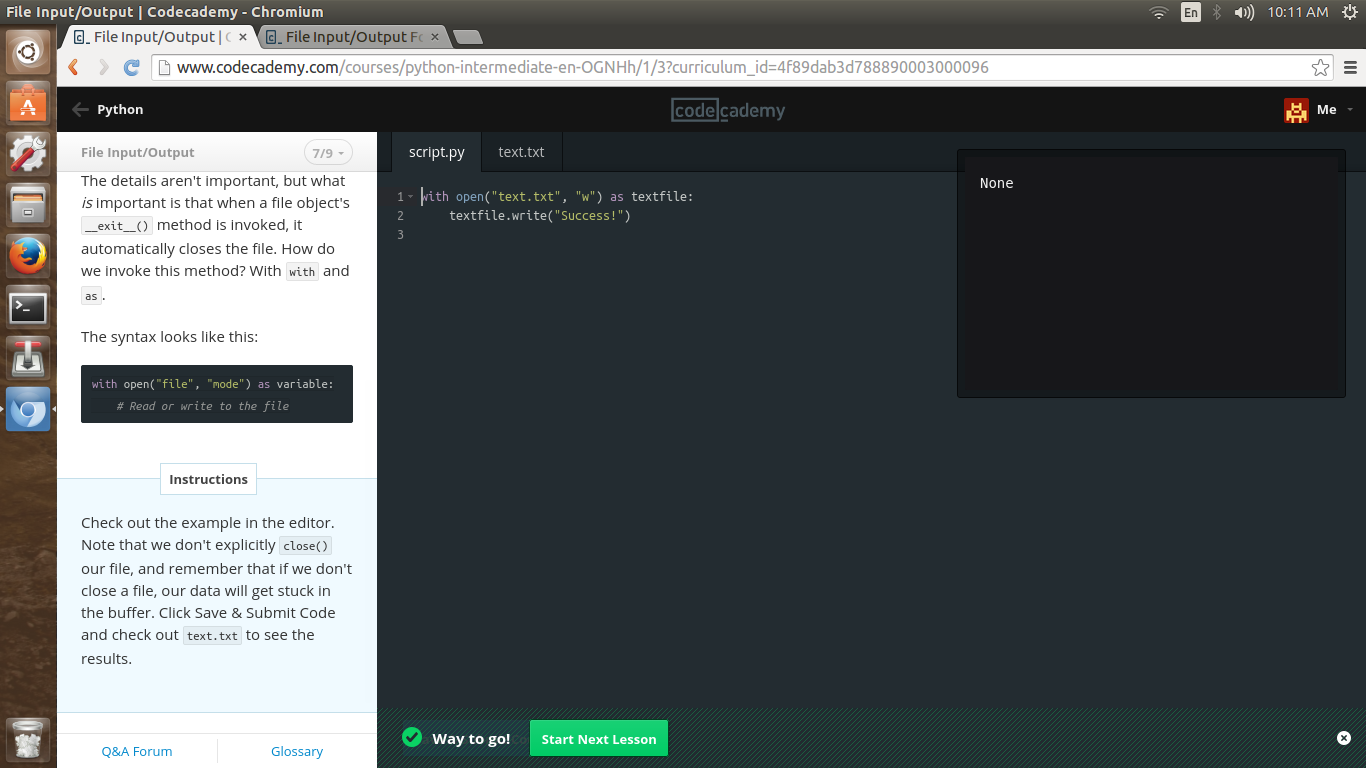 File Input/Output | Codecademy - Chromium
En
10:11 AM
File Input/Output | C
File Input/Output Fo
www.codecademy.com/courses/python-intermediate-en-OGNHh/1/3?curriculum_id=4f89dab3d788890003000096
Python
codecademy
Me
File Input/Output
7/9
The details aren't important, but what
is important is that when a file object's
__exit__() method is invoked, it
automatically closes the file. How do
we invoke this method? With with and
as.
The syntax looks like this:
with open("file", "mode") as variable:
# Read or write to the file
Instructions
Check out the example in the editor.
Note that we don't explicitly close()
our file, and remember that if we don't
close a file, our data will get stuck in
the buffer. Click Save & Submit Code
and check out text.txt to see the
results.
Q&A Forum
Glossary
script.py
text.txt
1 with open("text.txt", "w") as textfile:
2 textfile.write("Success!")
3
None
Way to go!
Start Next Lesson